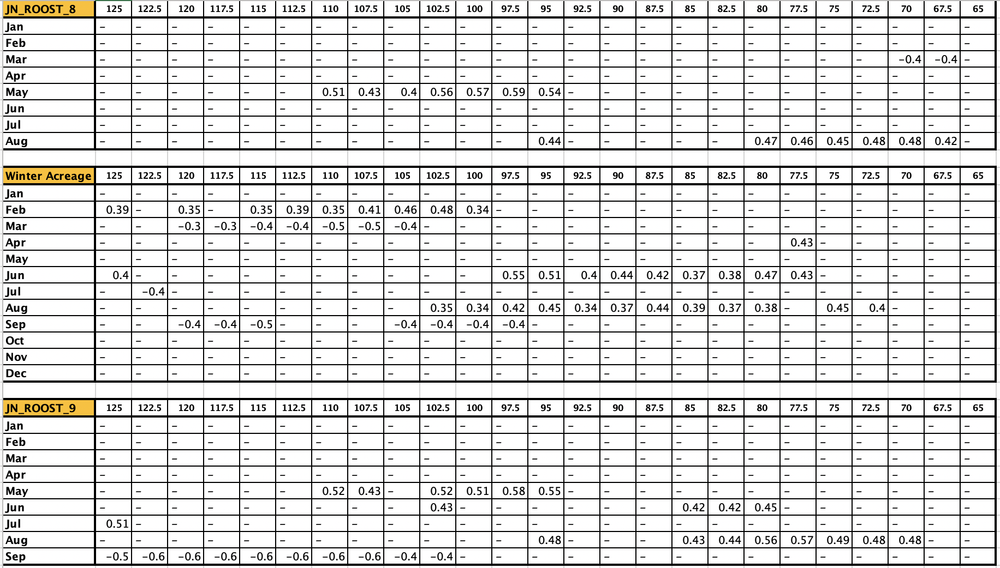 JN_ROOST_8 125 122.5 120 117.5 115 112.5 110 107.5 105 102.5 100 97.5 95 92.5 90 87.5 85 82.5 80 77.5 75 72.5 70 67.5 65
Jan – – – – – – – – – – – – – – – – – – – – – – – – –
Feb – – – – – – – – – – – – – – – – – – – – – – – – –
Mar – – – – – – – – – – – – – – – – – – – – – – −0.4 −0.4 –
Apr – – – – – – – – – – – – – – – – – – – – – – – – –
May – – – – – – 0.51 0.43 0.4 0.56 0.57 0.59 0.54 – – – – – – – – – – – –
Jun – – – – – – – – – – – – – – – – – – – – – – – – –
Jul – – – – – – – – – – – – – – – – – – – – – – – – –
Aug – – – – – – – – – – – – 0.44 – – – – – 0.47 0.46 0.45 0.48 0.48 0.42 –
Winter Acreage 125 122.5 120 117.5 115 112.5 110 107.5 105 102.5 100 97.5 95 92.5 90 87.5 85 82.5 80 77.5 75 72.5 70 67.5 65
Jan – – – – – – – – – – – – – – – – – – – – – – – – –
Feb 0.39 – 0.35 – 0.35 0.39 0.35 0.41 0.46 0.48 0.34 – – – – – – – – – – – – – –
Mar – – −0.3 −0.3 −0.4 −0.4 −0.5 −0.5 −0.4 – – – – – – – – – – – – – – – –
Apr – – – – – – – – – – – – – – – – – – – 0.43 – – – – –
May – – – – – – – – – – – – – – – – – – – – – – – – –
Jun 0.4 – – – – – – – – – – 0.55 0.51 0.4 0.44 0.42 0.37 0.38 0.47 0.43 – – – – –
Jul – −0.4 – – – – – – – – – – – – – – – – – – – – – – –
Aug – – – – – – – – – 0.35 0.34 0.42 0.45 0.34 0.37 0.44 0.39 0.37 0.38 – 0.45 0.4 – – –
Sep – – −0.4 −0.4 −0.5 – – – −0.4 −0.4 −0.4 −0.4 – – – – – – – – – – – – –
Oct – – – – – – – – – – – – – – – – – – – – – – – – –
Nov – – – – – – – – – – – – – – – – – – – – – – – – –
Dec – – – – – – – – – – – – – – – – – – – – – – – – –
JN_ROOST_9 125 122.5 120 117.5 115 112.5 110 107.5 105 102.5 100 97.5 95 92.5 90 87.5 85 82.5 80 77.5 75 72.5 70 67.5 65
Jan – – – – – – – – – – – – – – – – – – – – – – – – –
Feb – – – – – – – – – – – – – – – – – – – – – – – – –
Mar – – – – – – – – – – – – – – – – – – – – – – – – –
Apr – – – – – – – – – – – – – – – – – – – – – – – – –
May – – – – – – 0.52 0.43 – 0.52 0.51 0.58 0.55 – – – – – – – – – – – –
Jun – – – – – – – – – 0.43 – – – – – – 0.42 0.42 0.45 – – – – – –
Jul 0.51 – – – – – – – – – – – – – – – – – – – – – – – –
Aug – – – – – – – – – – – – 0.48 – – – 0.43 0.44 0.56 0.57 0.49 0.48 0.48 – –
Sep −0.5 −0.6 −0.6 −0.6 −0.6 −0.6 −0.6 −0.6 −0.4 −0.4 – – – – – – – – – – – – – – –